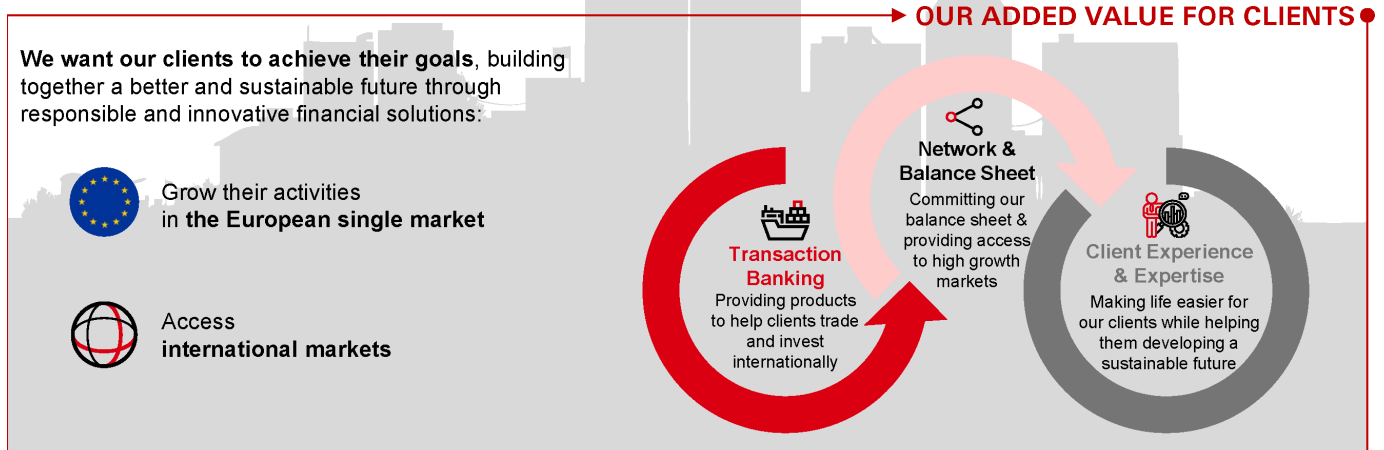 OUR ADDED VALUE FOR CLIENTS
We want our clients to achieve their goals, building
together a better and sustainable future through
responsible and innovative financial solutions:
Grow their activities
in the European single market
Access
international markets
Transaction
Banking
Providing products
to help clients trade
and invest
internationally
Network &
Balance Sheet
Committing our
balance sheet &
providing access
to high growth
markets
Client Experience
& Expertise
Making life easier for
our clients while helping
them developing a
sustainable future